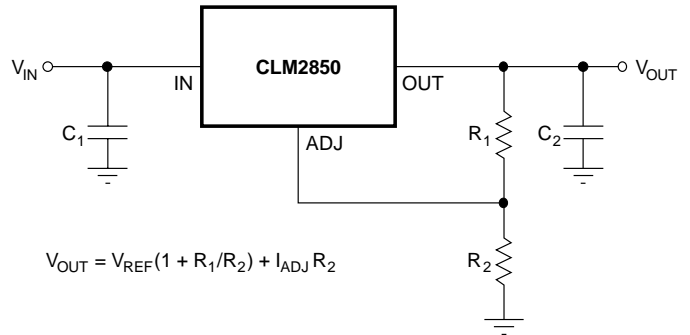 CLM2850
V_IN
IN
OUT
V_OUT
C_1
ADJ
R_1
C_2
V_OUT = V_REF(1 + R_1/R_2) + I_ADJ R_2
R_2